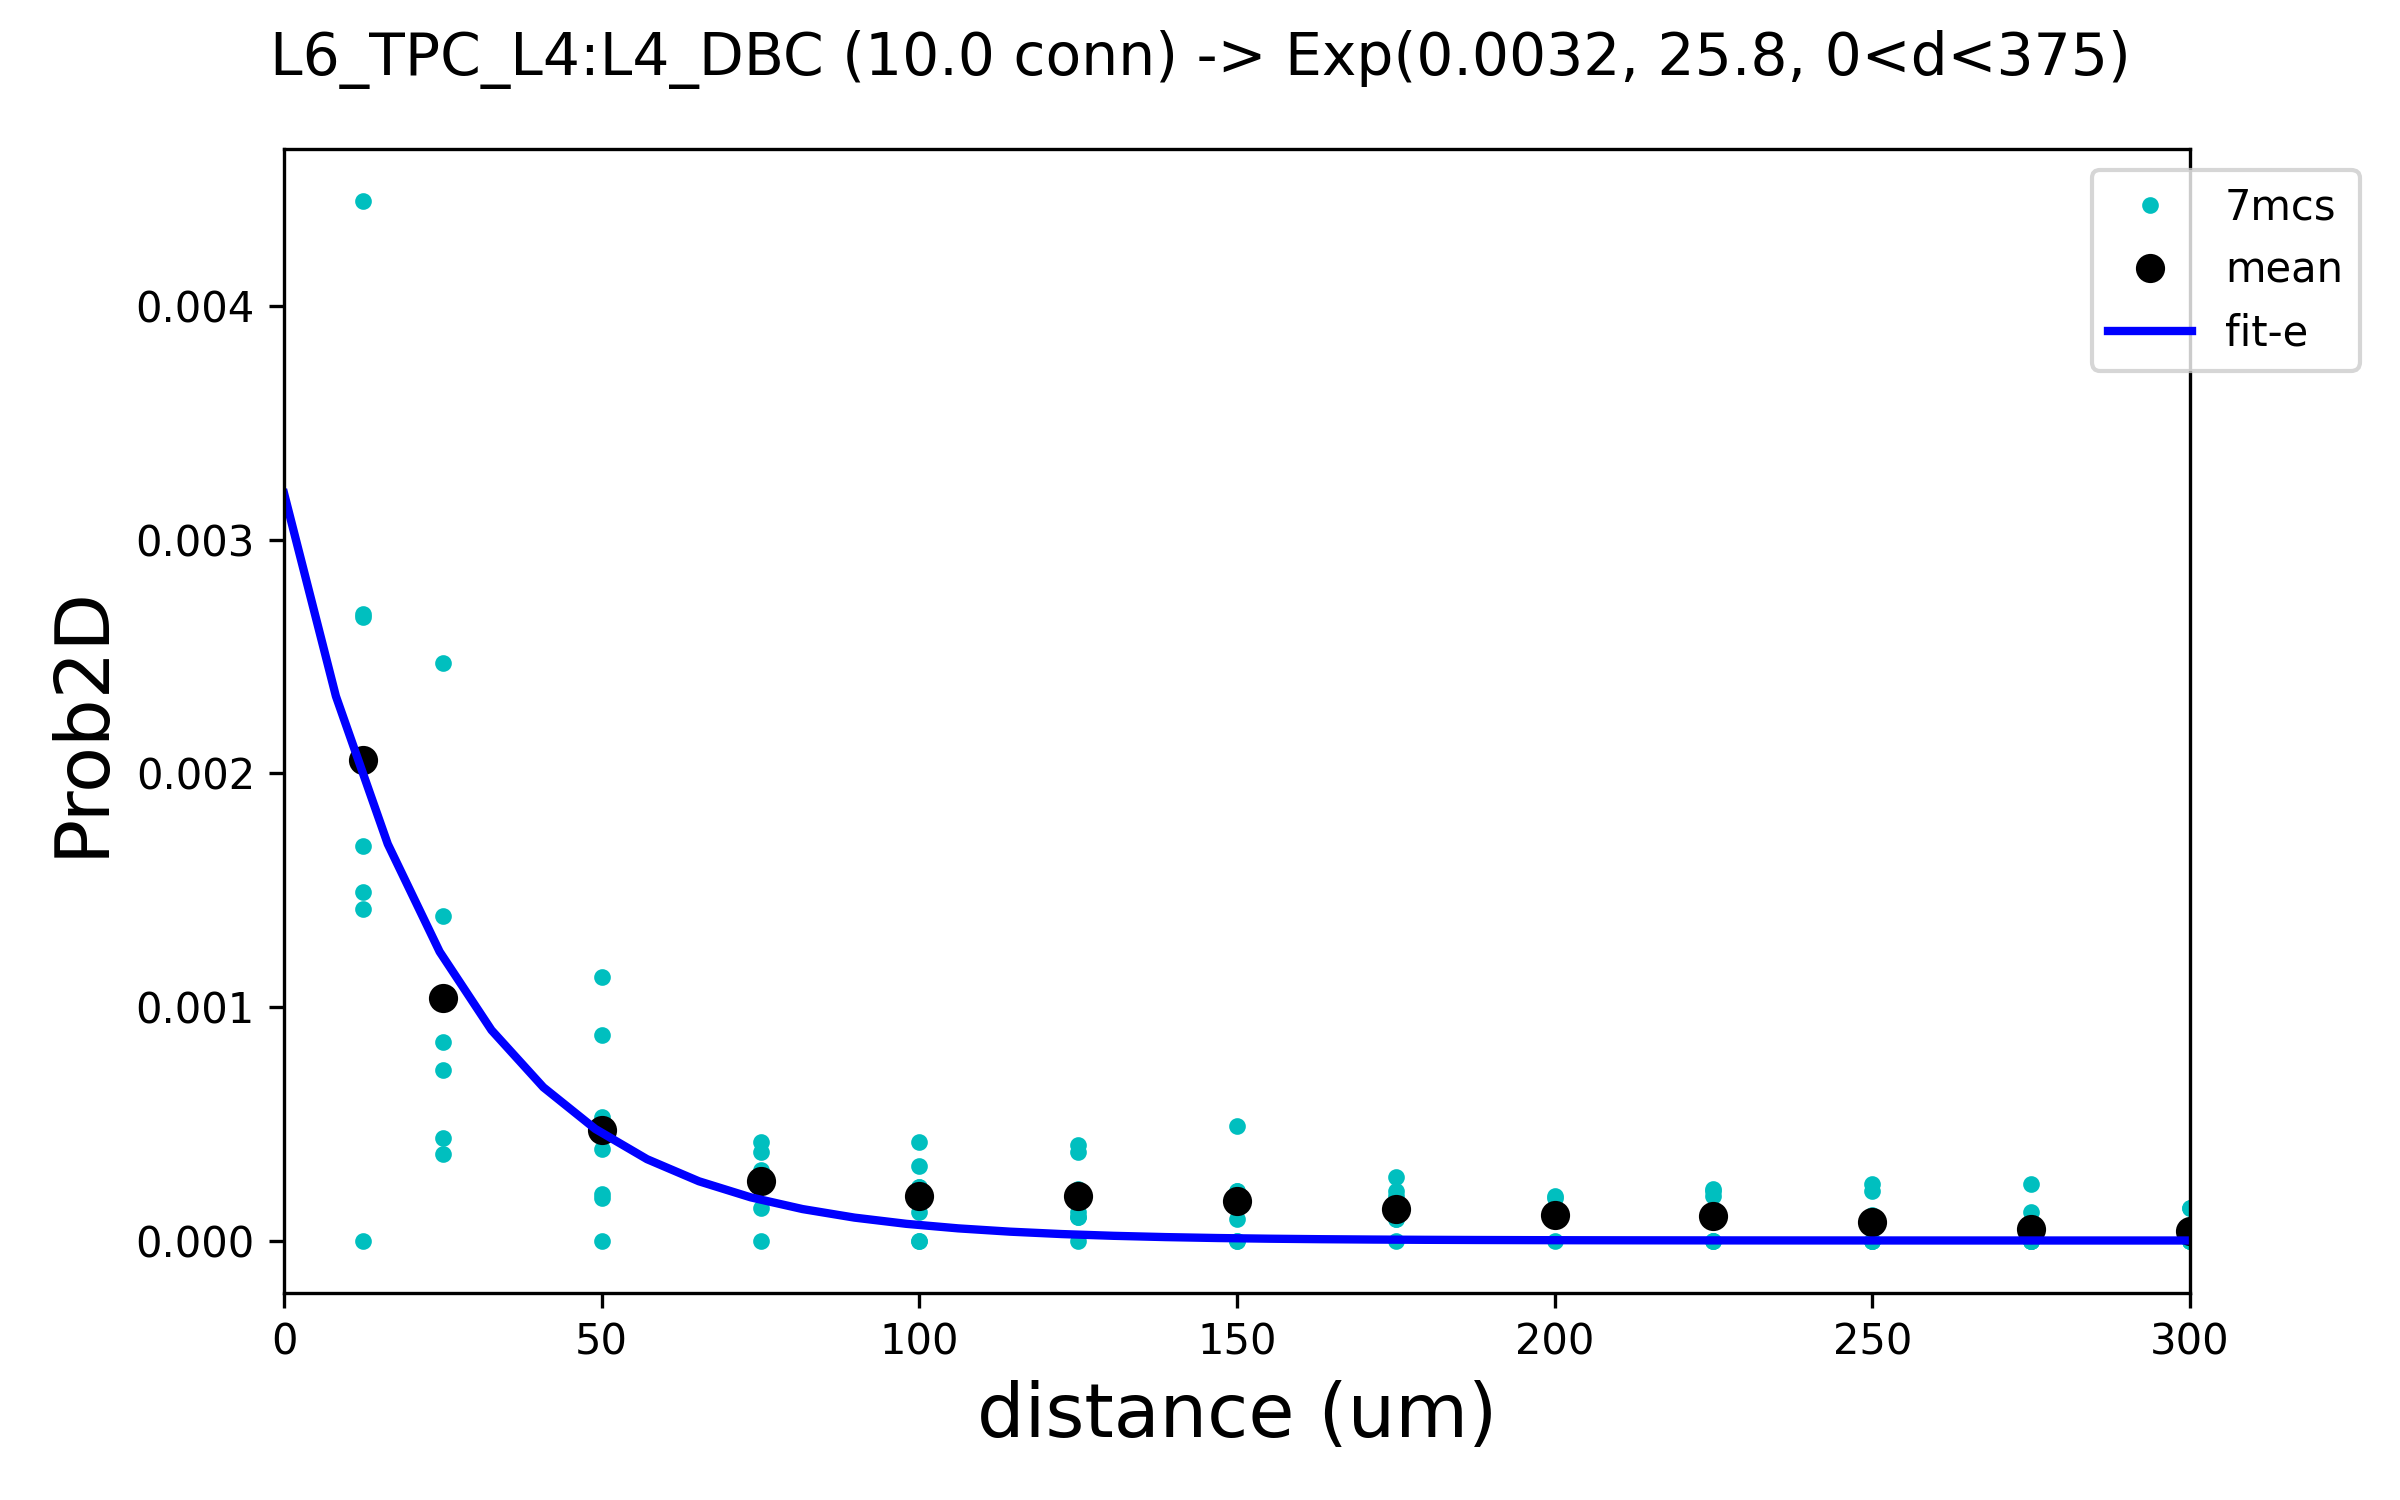 L6_TPC_L4:L4_DBC (10.0 conn) -> Exp(0.0032, 25.8, 0<d<375)
7mcs
mean
fit-e
0.004
0.003
0.002
0.001
0.000
Prob2D
0 50 100 150 200 250 300
distance (um)